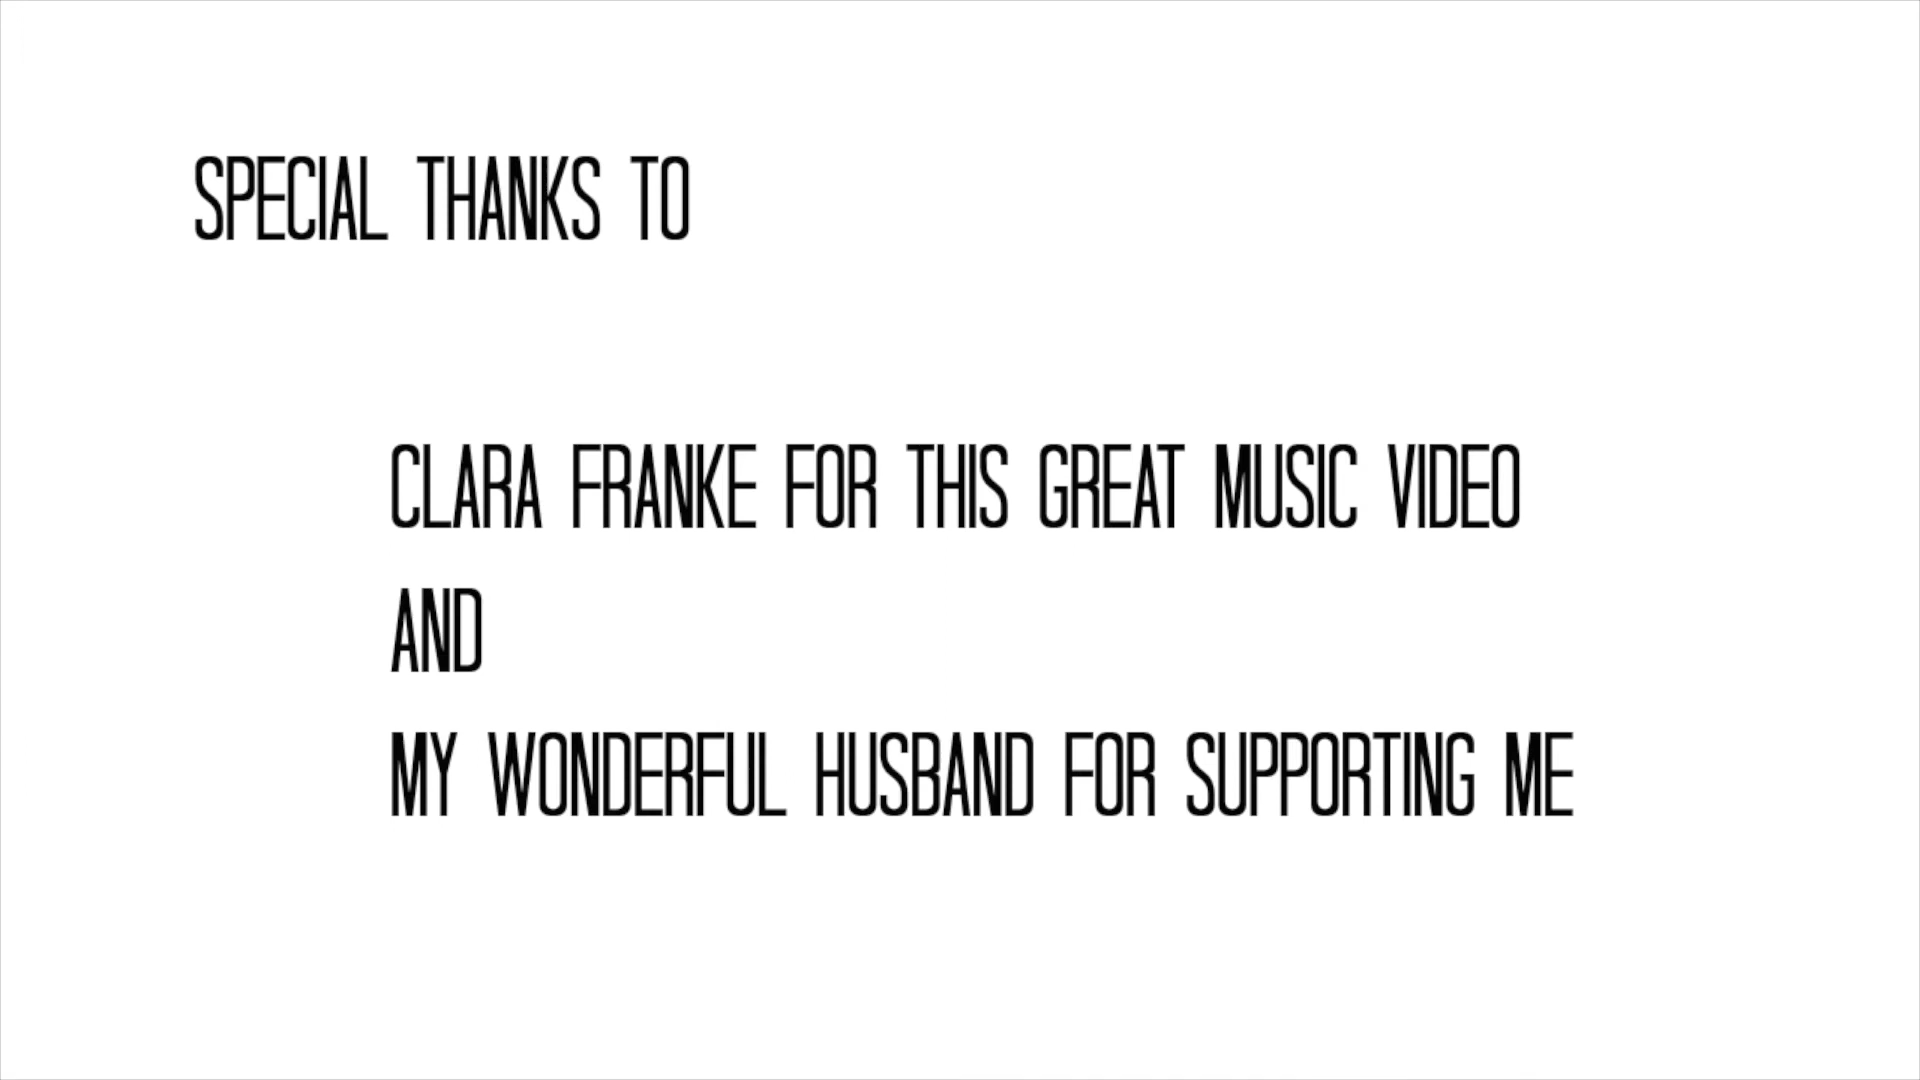 SPECIAL THANKS TO
CLARA FRANKE FOR THIS GREAT MUSIC VIDEO
AND
MY WONDERFUL HUSBAND FOR SUPPORTING ME